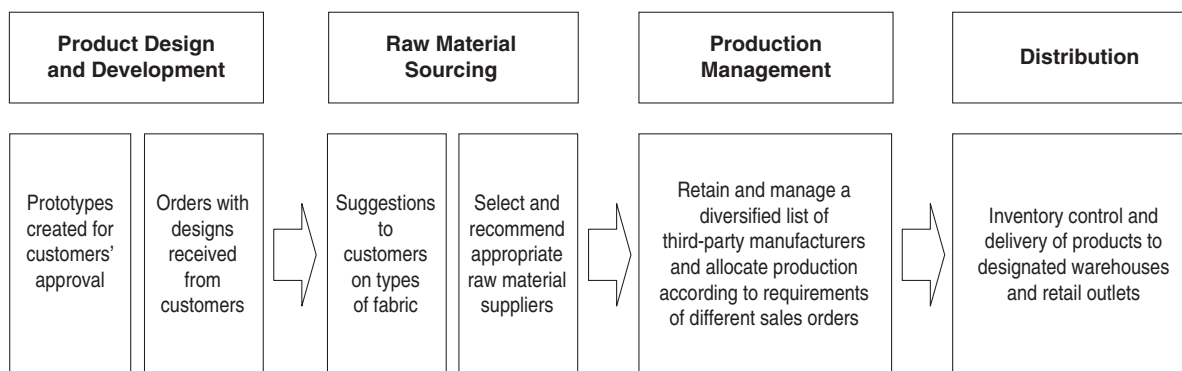 Product Design
and Development
Raw Material
Sourcing
Production
Management
Distribution
Prototypes
created for
customers’
approval
Orders with
designs
received
from
customers
Suggestions
to
customers
on types
of fabric
Select and
recommend
appropriate
raw material
suppliers
Retain and manage a
diversified list of
third-party manufacturers
and allocate production
according to requirements
of different sales orders
Inventory control and
delivery of products to
designated warehouses
and retail outlets